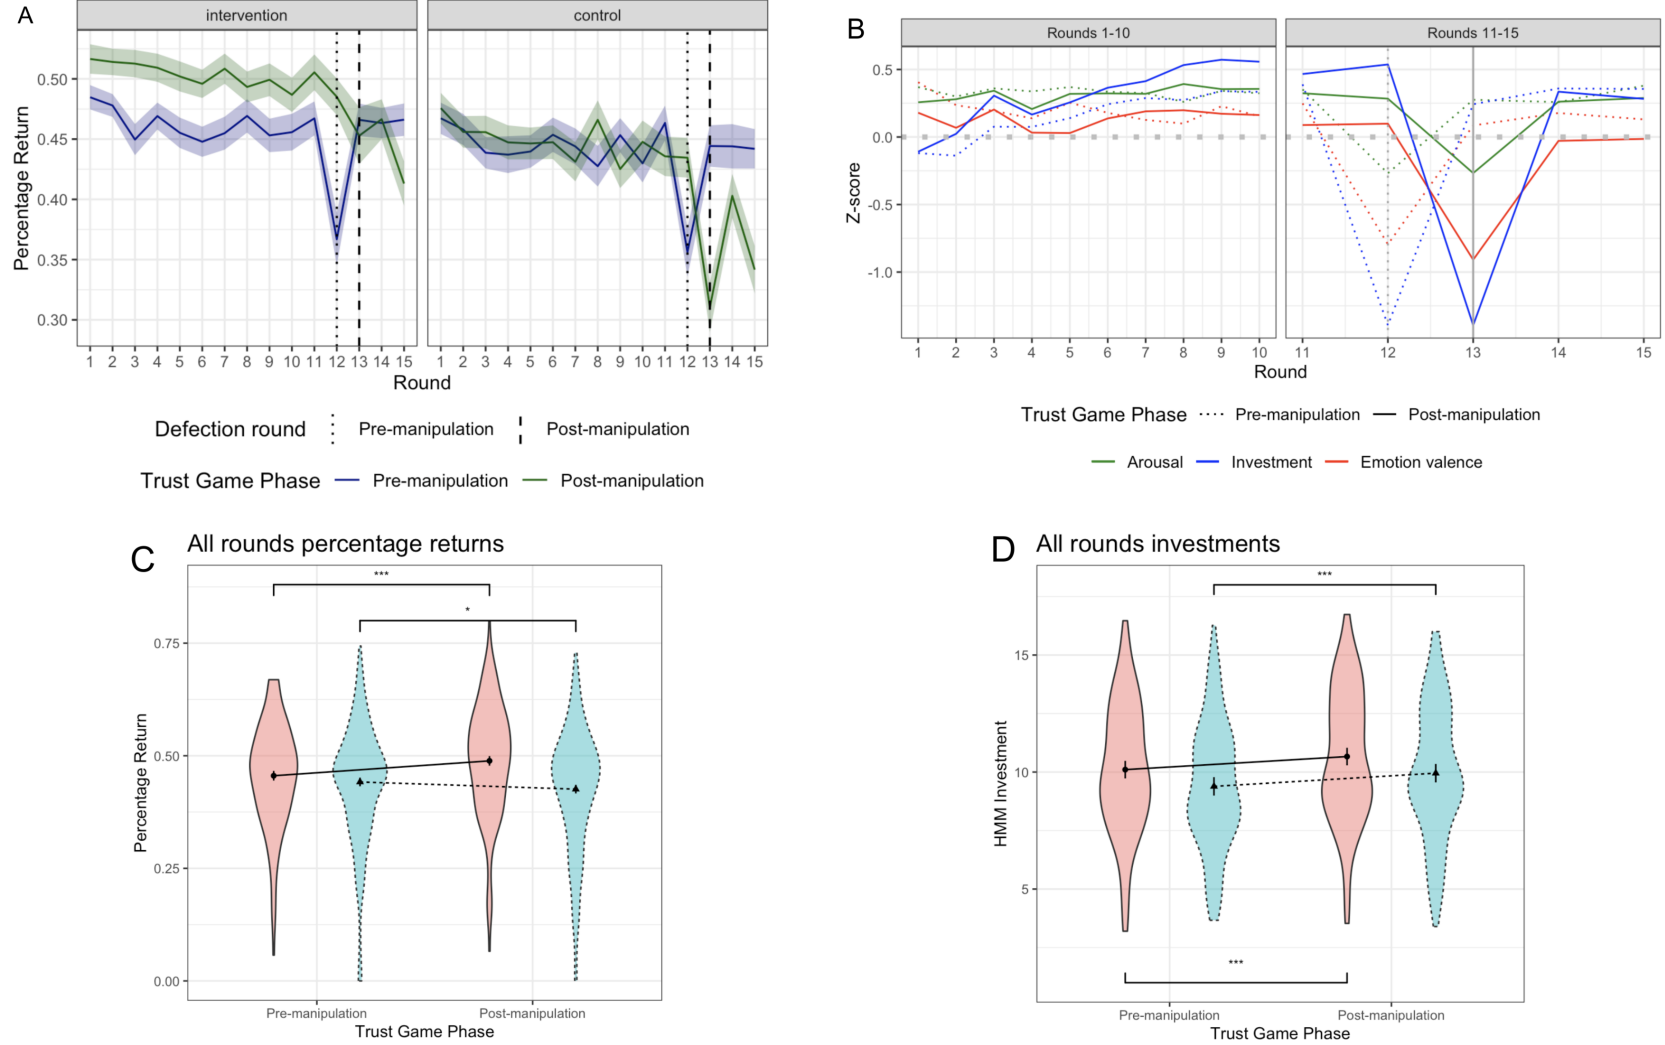 A
intervention
control
Percentage Return
0.50
0.45
0.40
0.35
0.30
1 2 3 4 5 6 7 8 9 10 11 12 13 14 15
1 2 3 4 5 6 7 8 9 10 11 12 13 14 15
Round
Defection round Pre-manipulation Post-manipulation
Trust Game Phase Pre-manipulation Post-manipulation
B
Rounds 1-10
Rounds 11-15
Z-score
0.5
0.0
-0.5
-1.0
1 2 3 4 5 6 7 8 9 10
11 12 13 14 15
Round
Trust Game Phase Pre-manipulation Post-manipulation
Arousal Investment Emotion valence
C
All rounds percentage returns
***
*
Percentage Return
0.75
0.50
0.25
0.00
Pre-manipulation Post-manipulation
Trust Game Phase
D
All rounds investments
***
HMM Investment
15
10
5
***
Pre-manipulation Post-manipulation
Trust Game Phase